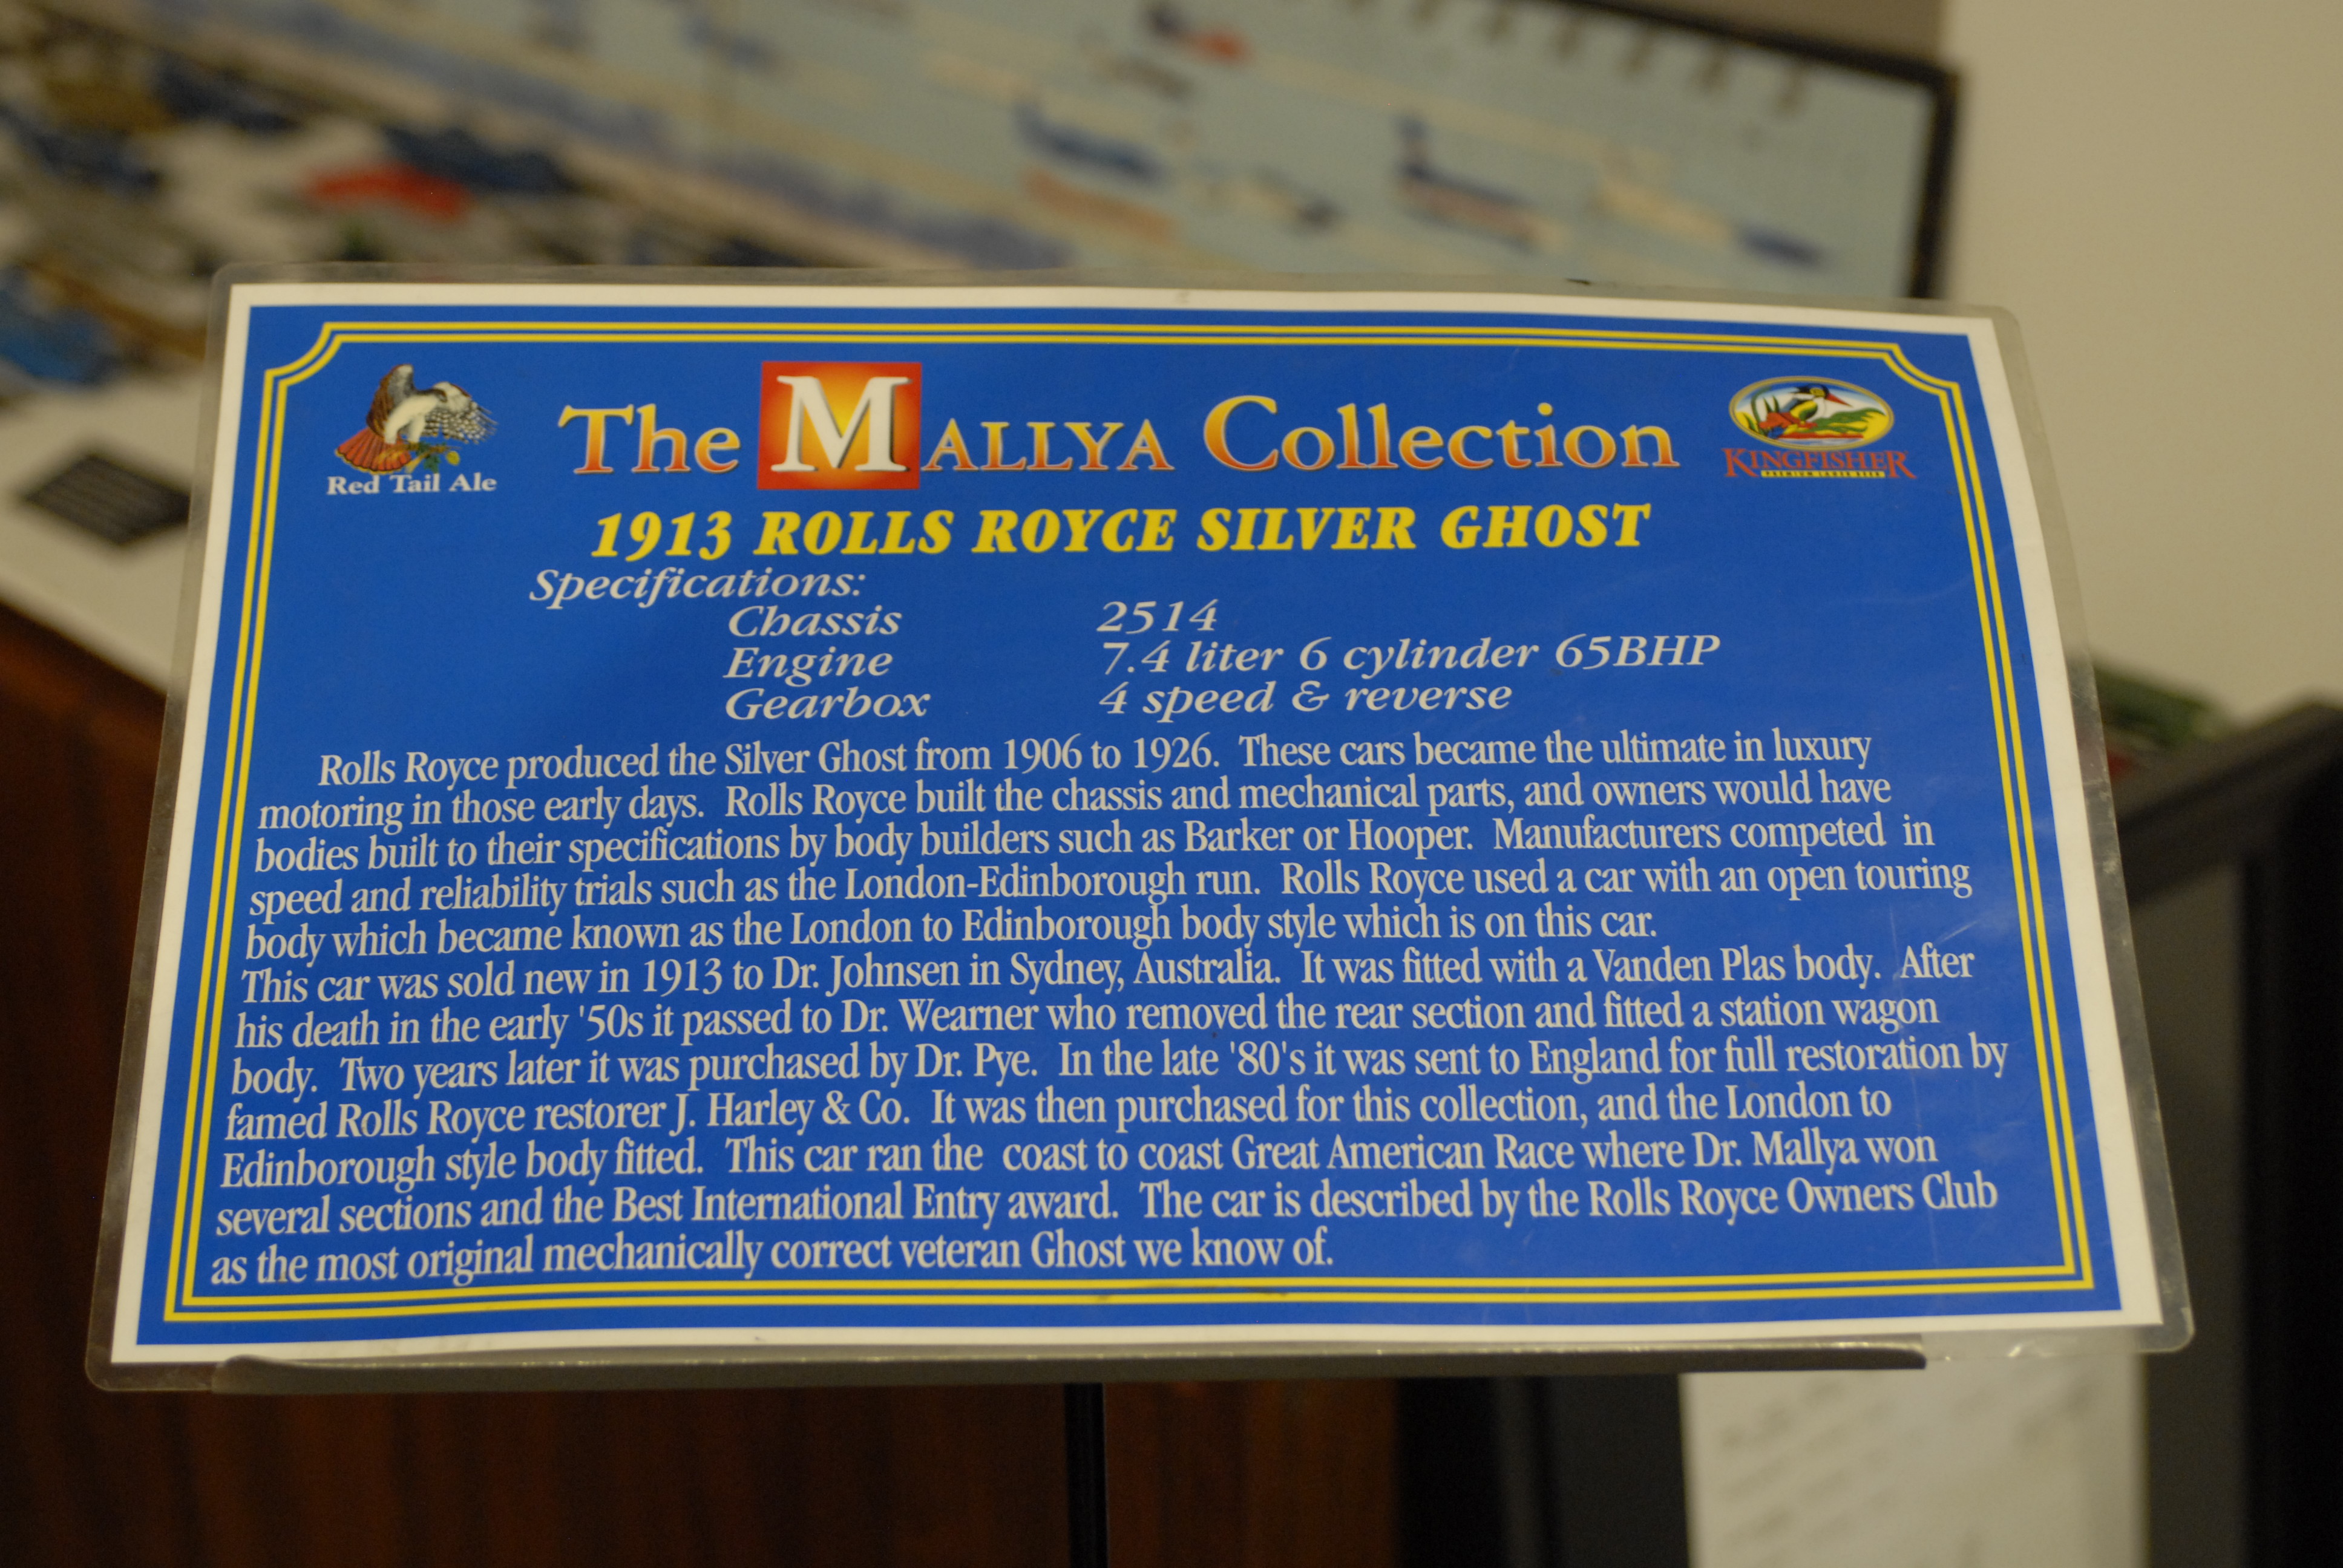 Red Tail Ale
The MALLYA Collection
KINGFISHER
PREMIUM LAGER BEER
1913 ROLLS ROYCE SILVER GHOST
Specifications:
Chassis 2514
Engine 7.4 liter 6 cylinder 65BHP
Gearbox 4 speed & reverse
Rolls Royce produced the Silver Ghost from 1906 to 1926. These cars became the ultimate in luxury
motoring in those early days. Rolls Royce built the chassis and mechanical parts, and owners would have
bodies built to their specifications by body builders such as Barker or Hooper. Manufacturers competed in
speed and reliability trials such as the London-Edinborough run. Rolls Royce used a car with an open touring
body which became known as the London to Edinborough body style which is on this car.
This car was sold new in 1913 to Dr. Johnsen in Sydney, Australia. It was fitted with a Vanden Plas body. After
his death in the early '50s it passed to Dr. Wearner who removed the rear section and fitted a station wagon
body. Two years later it was purchased by Dr. Pye. In the late '80's it was sent to England for full restoration by
famed Rolls Royce restorer J. Harley & Co. It was then purchased for this collection, and the London to
Edinborough style body fitted. This car ran the coast to coast Great American Race where Dr. Mallya won
several sections and the Best International Entry award. The car is described by the Rolls Royce Owners Club
as the most original mechanically correct veteran Ghost we know of.